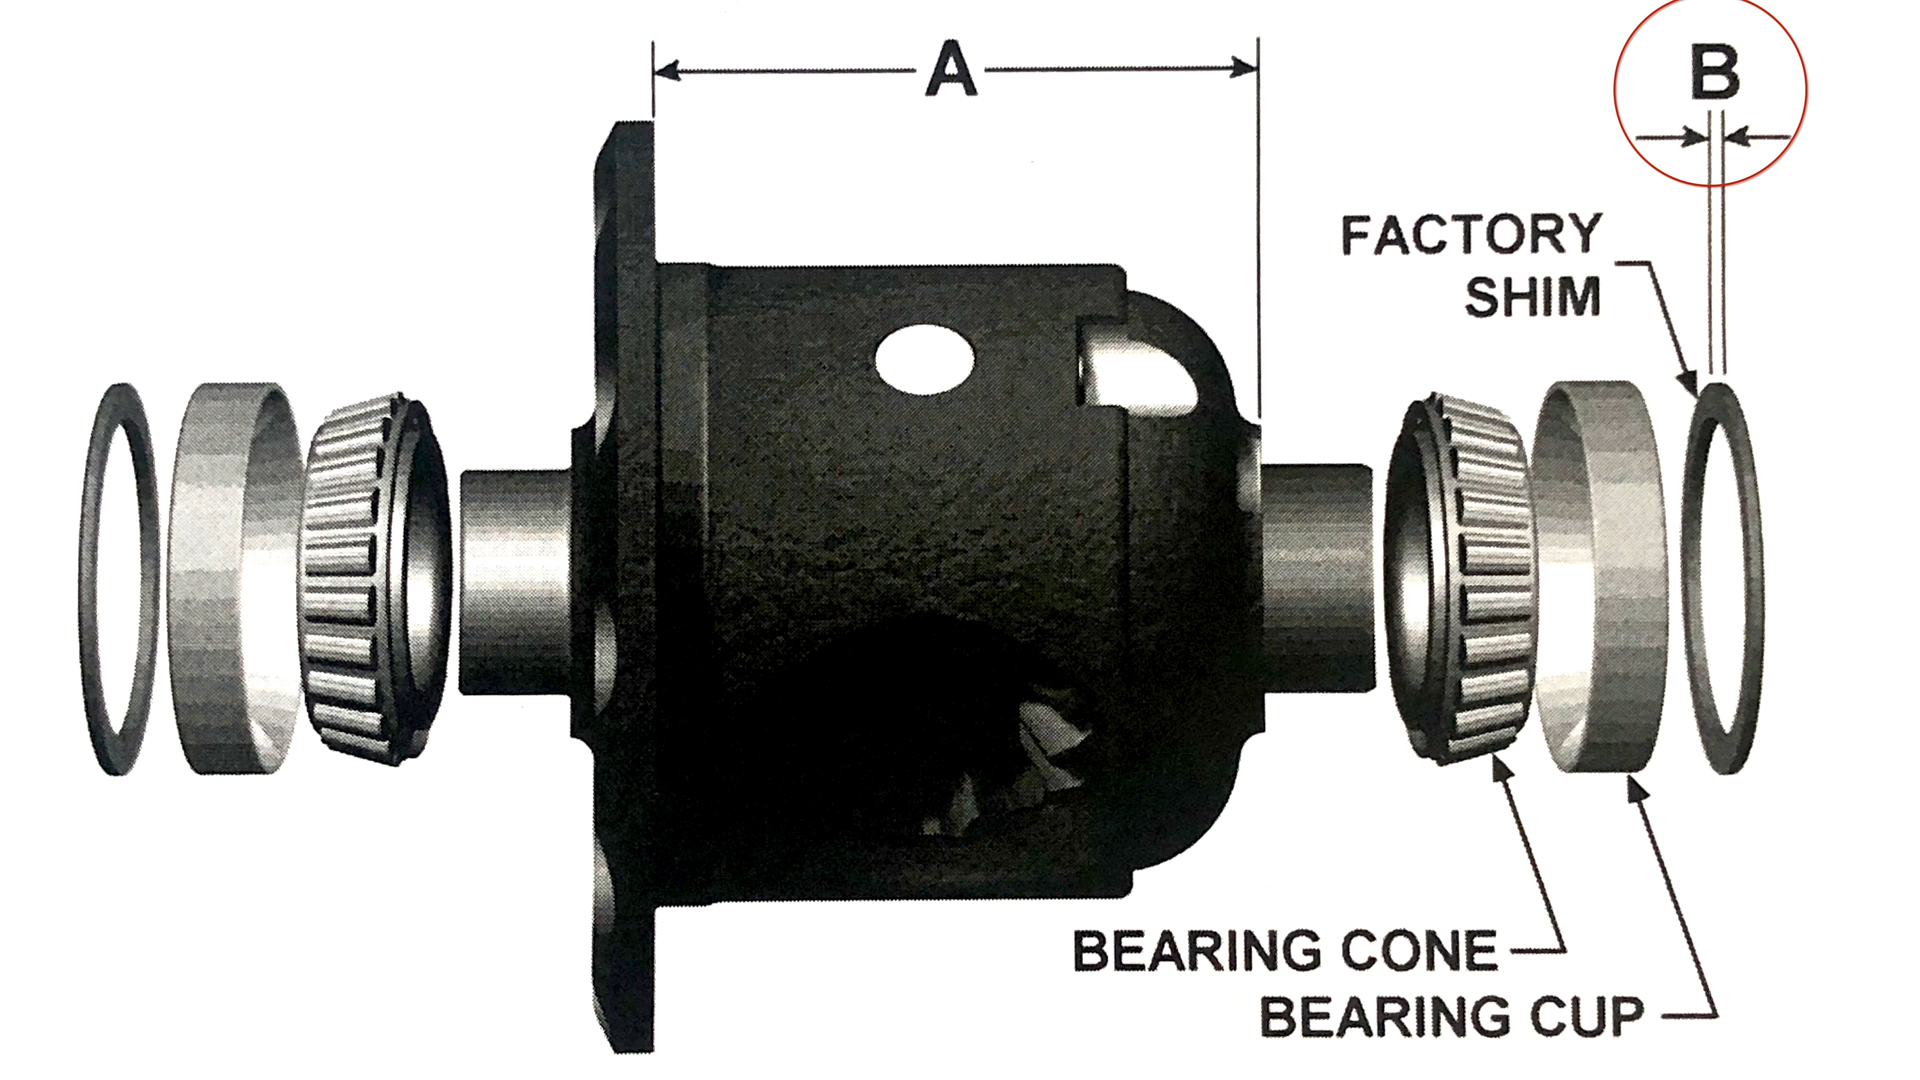 A
B
FACTORY
SHIM
BEARING CONE
BEARING CUP